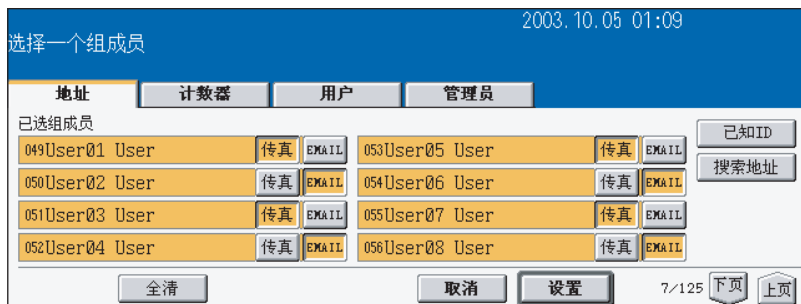 2003.10.05 01:09
选择一个组成员
地址 计数器 用户 管理员
已选组成员
已知ID
049User01 User 传真 EMAIL 053User05 User 传真 EMAIL
搜索地址
050User02 User 传真 EMAIL 054User06 User 传真 EMAIL
051User03 User 传真 EMAIL 055User07 User 传真 EMAIL
052User04 User 传真 EMAIL 056User08 User 传真 EMAIL
全清 取消 设置 7/125 下页 上页